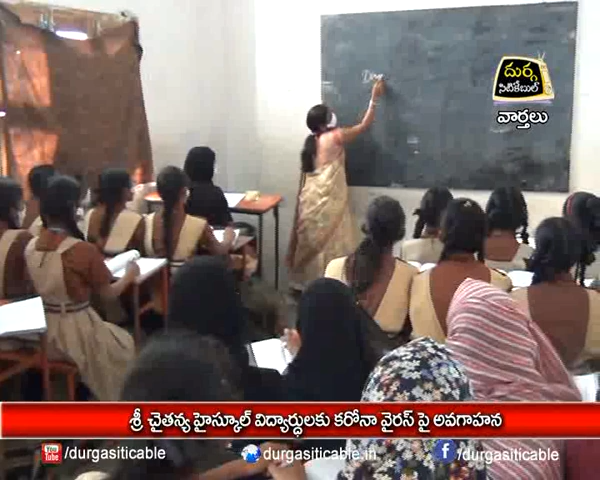 దుర్గ
సిటికేబుల్
వార్తలు
శ్రీ చైతన్య హైస్కూల్ విద్యార్ధులకు కరోనా వైరస్ పై అవగాహన
/durgasiticable
/durgasiticable.in
/durgasiticable